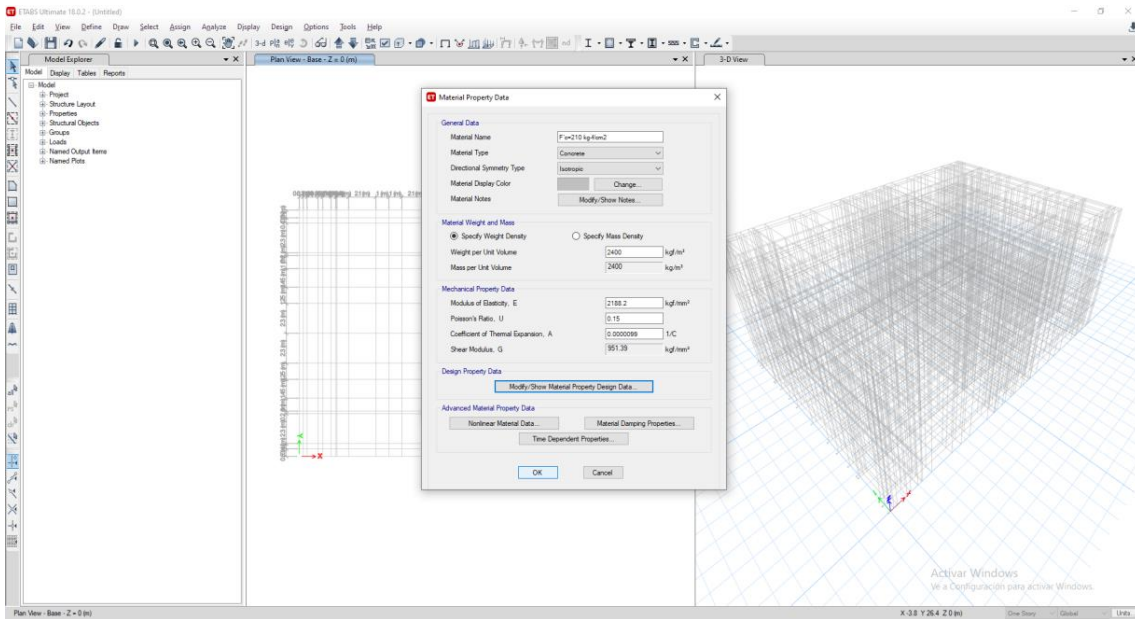 ETABS Ultimate 18.0.2 - (Untitled)
File Edit View Define Draw Select Assign Analyze Display Design Options Tools Help
Model Explorer
Plan View - Base - Z = 0 (m)
3-D View
Model Display Tables Reports
Model
Project
Structure Layout
Properties
Structural Objects
Groups
Loads
Named Output Items
Named Plots
Material Property Data
General Data
Material Name
Material Type Concrete
Directional Symmetry Type Isotropic
Material Display Color Change...
Material Notes Modify/Show Notes...
Material Weight and Mass
Specify Weight Density Specify Mass Density
Weight per Unit Volume 2400 kgf/m³
Mass per Unit Volume 2400 kg/m³
Mechanical Property Data
Modulus of Elasticity, E 2188.2 kgf/mm²
Poisson's Ratio, U 0.15
Coefficient of Thermal Expansion, A 0.0000099 1/C
Shear Modulus, G 951.39 kgf/mm²
Design Property Data
Modify/Show Material Property Design Data...
Advanced Material Property Data
Nonlinear Material Data... Material Damping Properties...
Time Dependent Properties...
OK Cancel
X
Activar Windows
Ve a Configuración para activar Windows.
Plan View - Base - Z = 0 (m)
X -3.8 Y 26.4 Z 0 (m) One Story Global Units